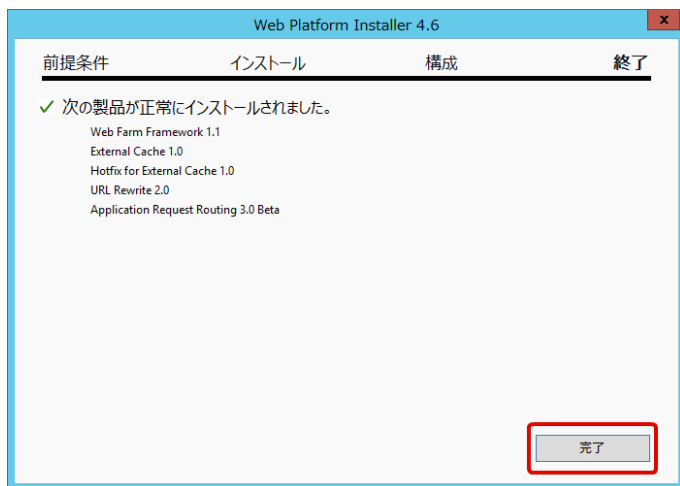 Web Platform Installer 4.6
x
前提条件 インストール 構成 終了
✓ 次の製品が正常にインストールされました。
Web Farm Framework 1.1
External Cache 1.0
Hotfix for External Cache 1.0
URL Rewrite 2.0
Application Request Routing 3.0 Beta
完了